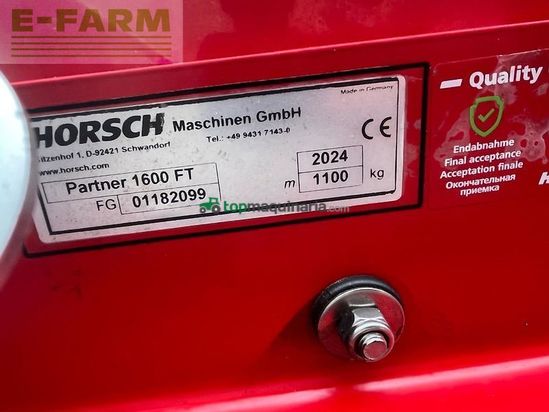 E-FARM
HORSCH Maschinen GmbH
Made in Germany
Sitzenhof 1, D-92421 Schwandorf
Tel.: +49 9431 7143-0
www.horsch.com
CE
Partner 1600 FT
2024
FG 01182099
m 1100 kg
topmaquinaria.com
Quality
Endabnahme
Final acceptance
Acceptation finale
Окончательная
приемка